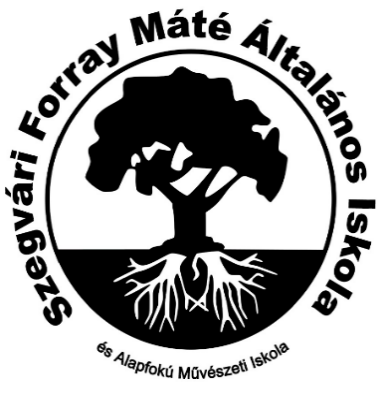 Szegvári Forray Máté Általános Iskola
és Alapfokú Művészeti Iskola